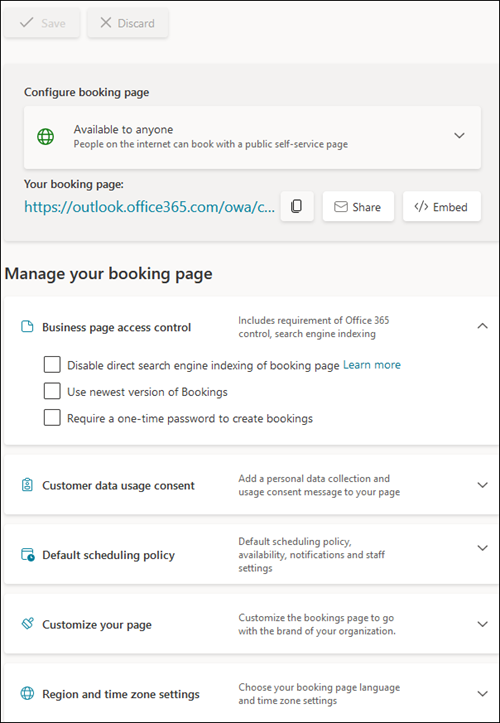 Save
Discard
Configure booking page
Available to anyone
People on the internet can book with a public self-service page
Your booking page:
https://outlook.office365.com/owa/c...
Share
</> Embed
Manage your booking page
Business page access control
Includes requirement of Office 365
control, search engine indexing
Disable direct search engine indexing of booking page Learn more
Use newest version of Bookings
Require a one-time password to create bookings
Customer data usage consent
Add a personal data collection and
usage consent message to your page
Default scheduling policy
Default scheduling policy,
availability, notifications and staff
settings
Customize your page
Customize the bookings page to go
with the brand of your organization.
Region and time zone settings
Choose your booking page language
and time zone settings